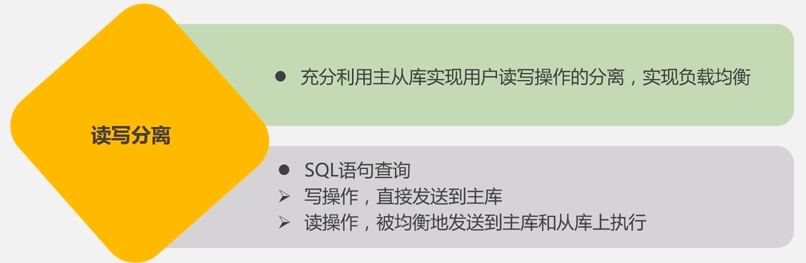 读写分离
● 充分利用主从库实现用户读写操作的分离，实现负载均衡
● SQL语句查询
➢ 写操作，直接发送到主库
➢ 读操作，被均衡地发送到主库和从库上执行